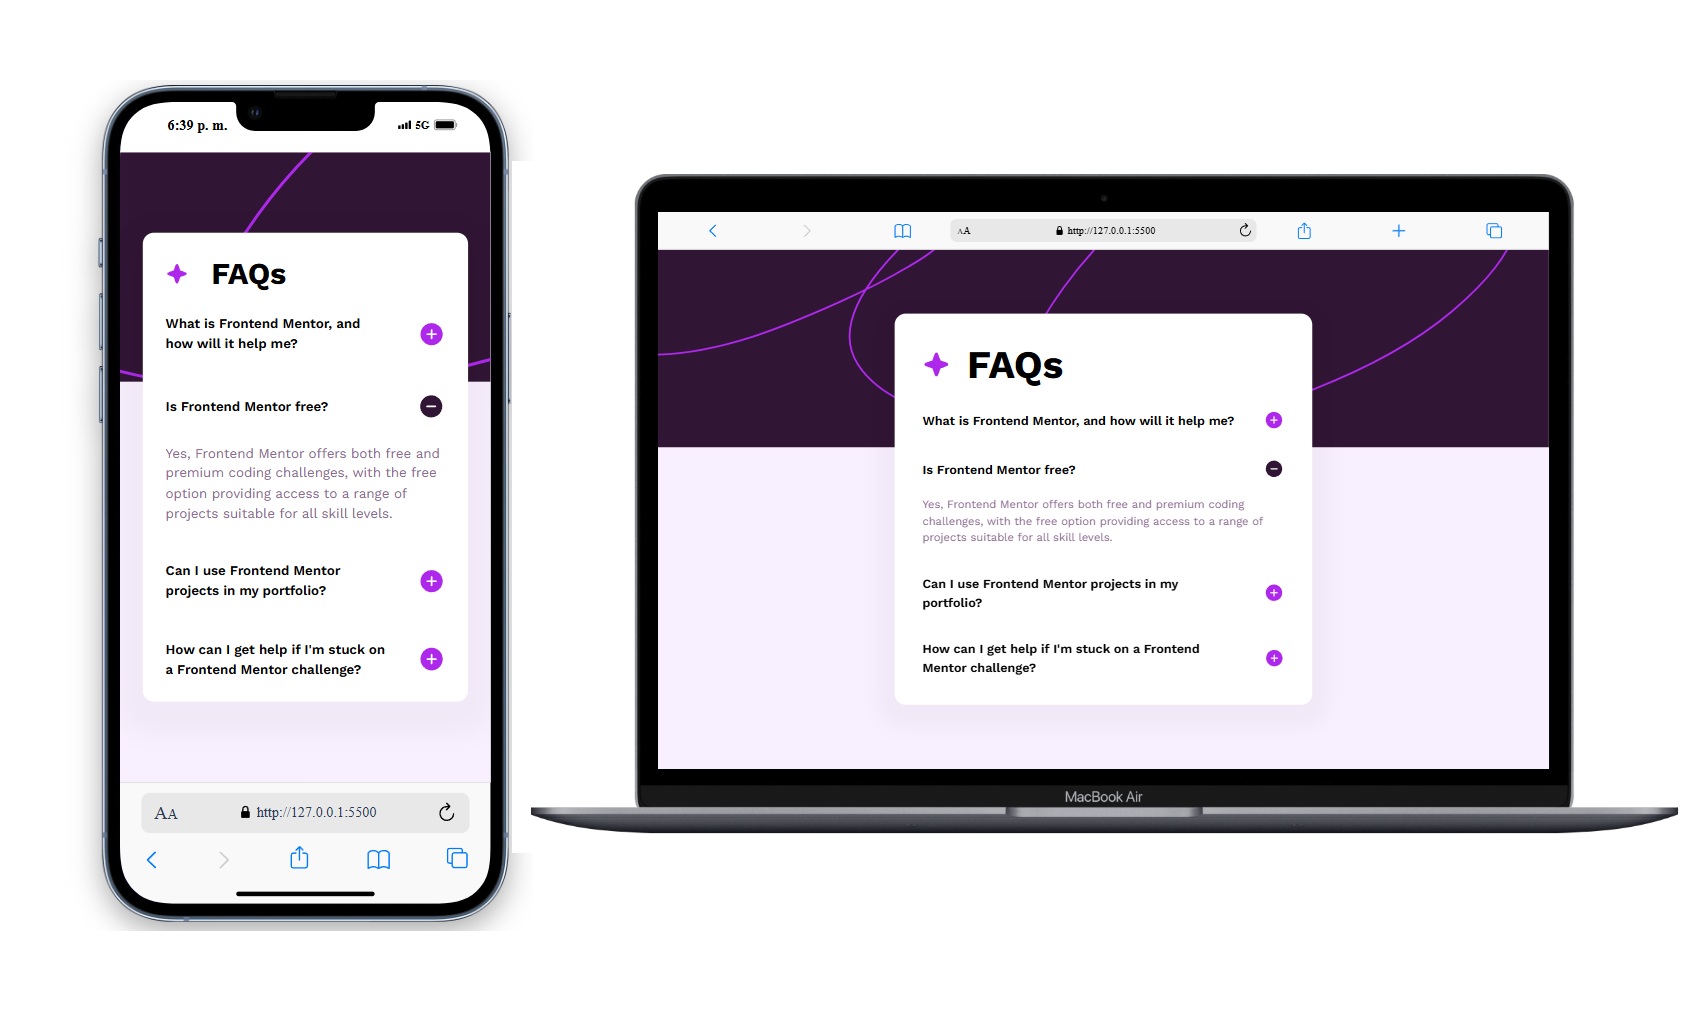 6:39 p. m.
5G
FAQs
What is Frontend Mentor, and
how will it help me?
Is Frontend Mentor free?
Yes, Frontend Mentor offers both free and
premium coding challenges, with the free
option providing access to a range of
projects suitable for all skill levels.
Can I use Frontend Mentor
projects in my portfolio?
How can I get help if I'm stuck on
a Frontend Mentor challenge?
AA
http://127.0.0.1:5500
AA
http://127.0.0.1:5500
FAQs
What is Frontend Mentor, and how will it help me?
Is Frontend Mentor free?
Yes, Frontend Mentor offers both free and premium coding
challenges, with the free option providing access to a range of
projects suitable for all skill levels.
Can I use Frontend Mentor projects in my
portfolio?
How can I get help if I'm stuck on a Frontend
Mentor challenge?
MacBook Air